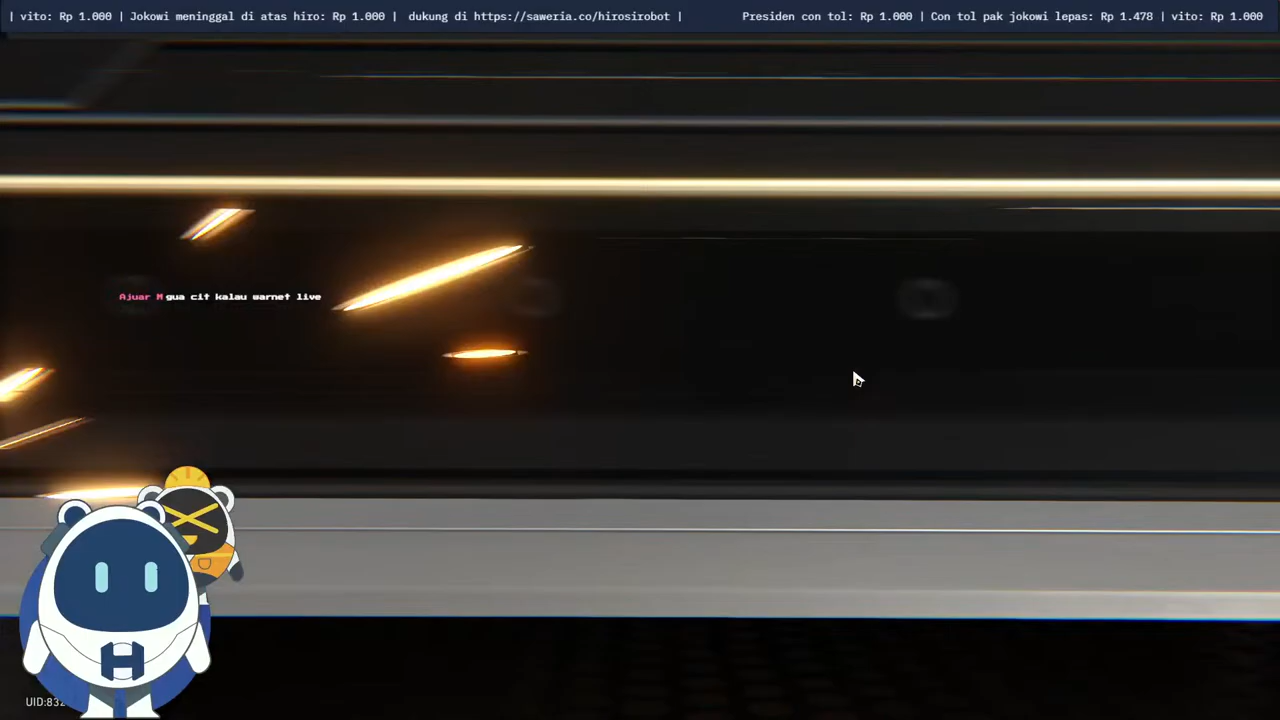 | vito: Rp 1.000 | Jokowi meninggal di atas hiro: Rp 1.000 | dukung di https://saweria.co/hirosirobot | Presiden con tol: Rp 1.000 | Con tol pak jokowi lepas: Rp 1.478 | vito: Rp 1.000
Ajuar M gua cit kalau warnet live
H
UID:832